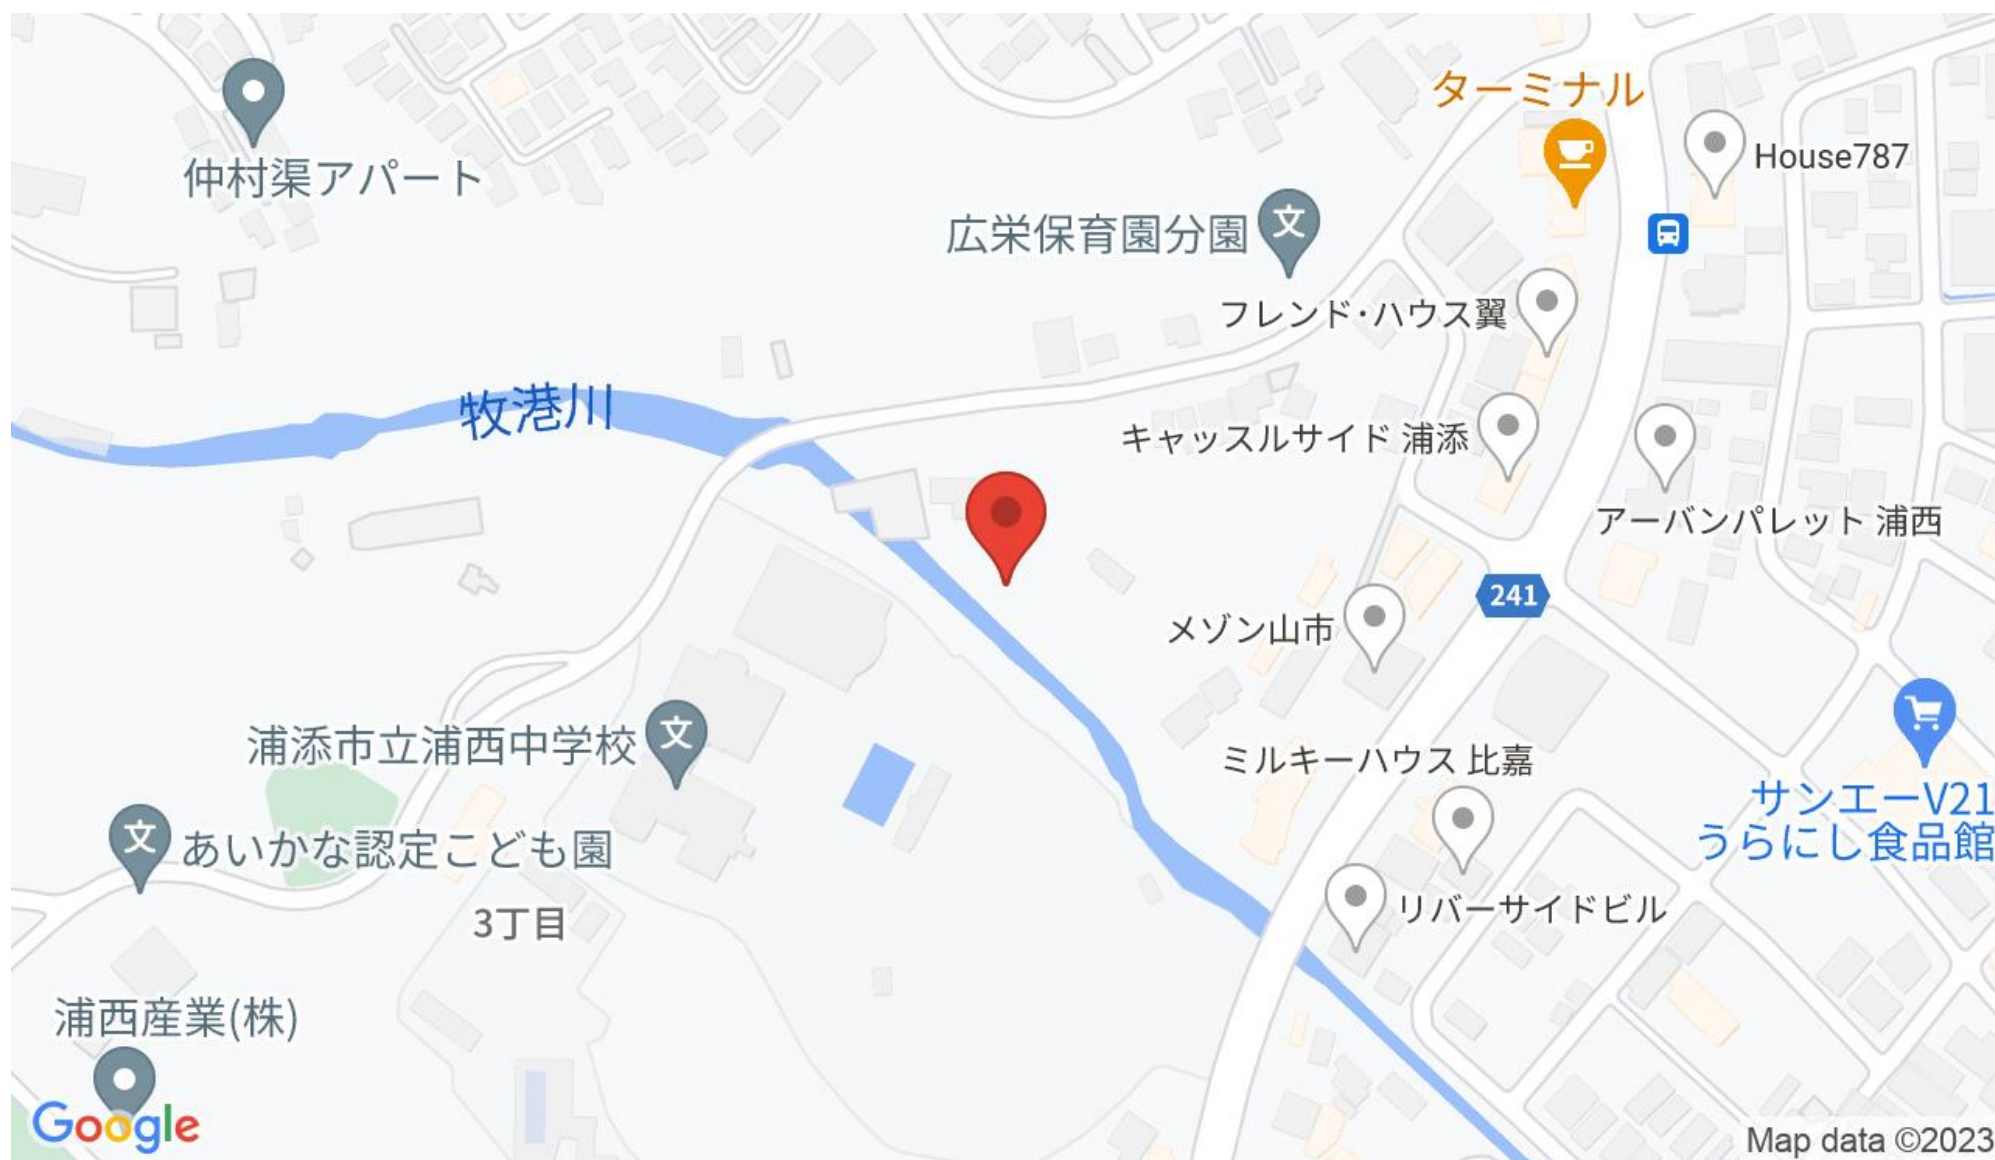 ターミナル
House787
仲村渠アパート
広栄保育園分園
フレンド・ハウス翼
牧港川
キャッスルサイド 浦添
アーバンパレット 浦西
241
メゾン山市
浦添市立浦西中学校
ミルキーハウス 比嘉
サンエーV21
うらにし食品館
あいかな認定こども園
リバーサイドビル
3丁目
浦西産業(株)
Google
Map data ©2023
文
文
文